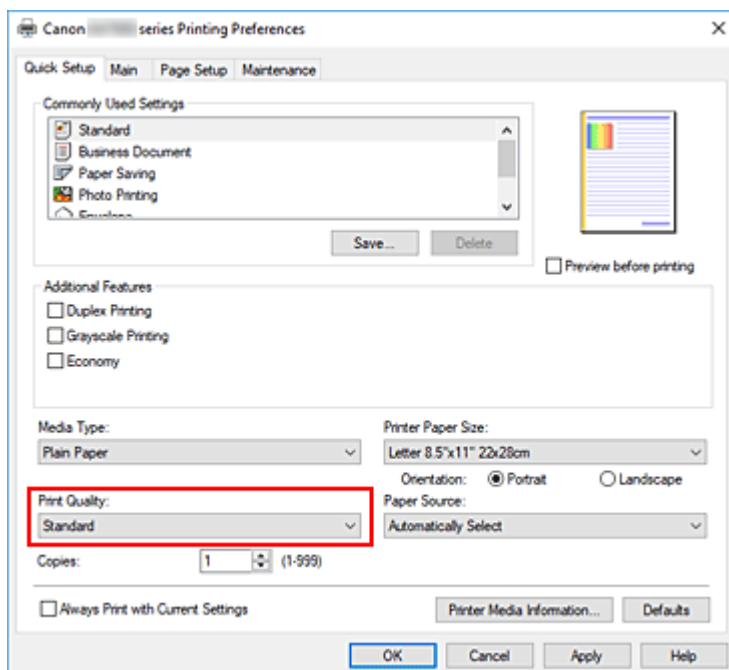 Canon series Printing Preferences
Quick Setup Main Page Setup Maintenance
Commonly Used Settings
Standard
Business Document
Paper Saving
Photo Printing
Envelope
Save... Delete
Preview before printing
Additional Features
Duplex Printing
Grayscale Printing
Economy
Media Type: Printer Paper Size:
Plain Paper Letter 8.5"x11" 22x28cm
Orientation: Portrait Landscape
Print Quality: Paper Source:
Standard Automatically Select
Copies: 1 (1-999)
Always Print with Current Settings Printer Media Information... Defaults
OK Cancel Apply Help